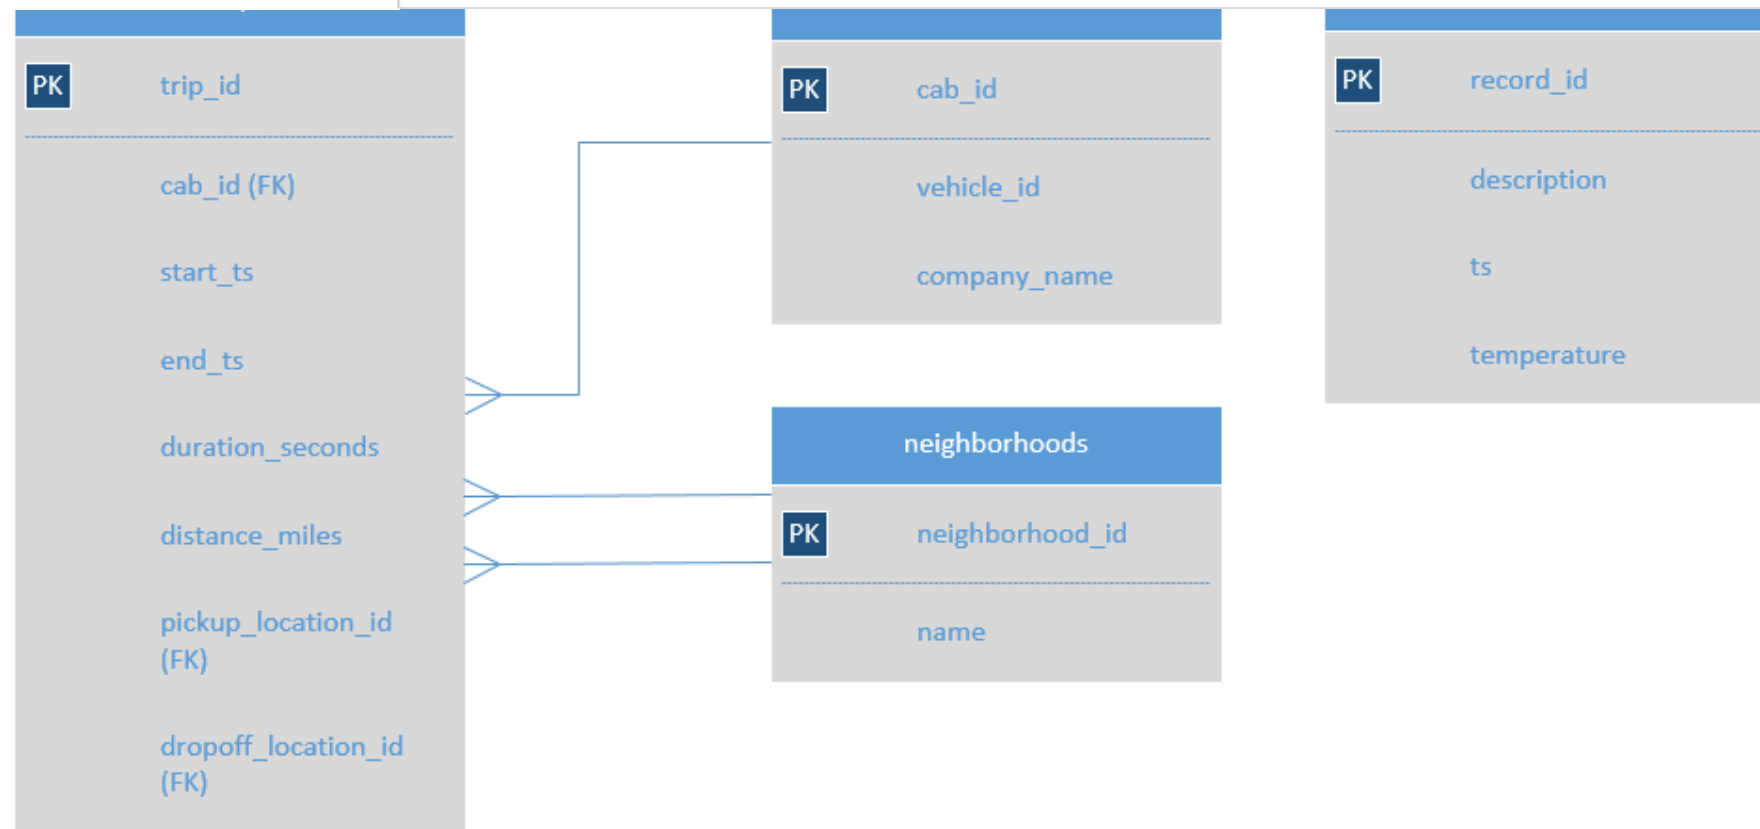 PK trip_id
cab_id (FK)
start_ts
end_ts
duration_seconds
distance_miles
pickup_location_id
(FK)
dropoff_location_id
(FK)
PK cab_id
vehicle_id
company_name
neighborhoods
PK neighborhood_id
name
PK record_id
description
ts
temperature